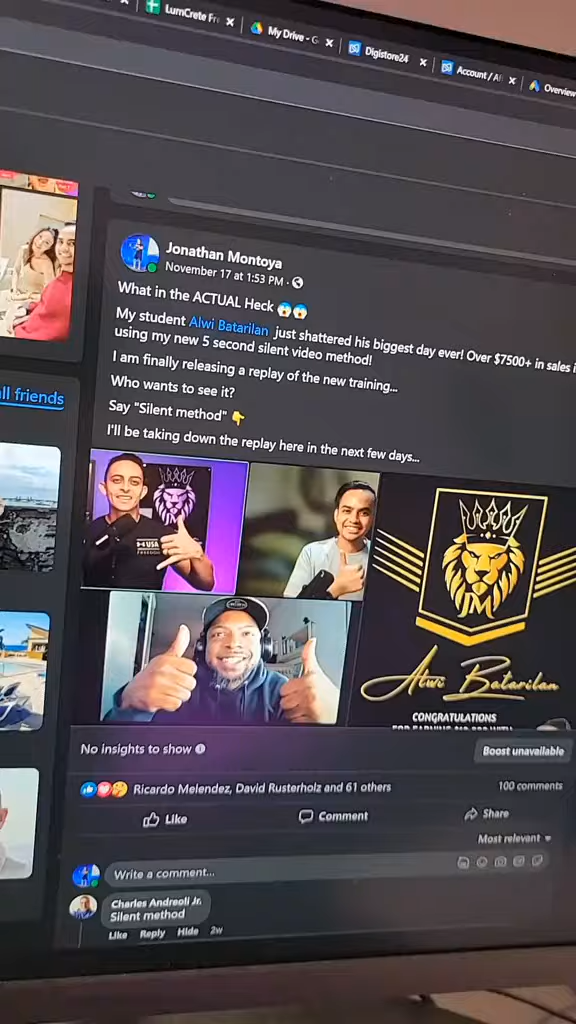 LumCrete Fr
My Drive - G
Digistore24
Account / Af
Overview
Jonathan Montoya
November 17 at 1:53 PM ·
What in the ACTUAL Heck 😱😱
My student Alwi Batarilan just shattered his biggest day ever! Over $7500+ in sales i
using my new 5 second silent video method!
I am finally releasing a replay of the new training...
Who wants to see it?
Say "Silent method" 👇
I'll be taking down the replay here in the next few days...
all friends
USA
JM
Alwi Batarilan
CONGRATULATIONS
No insights to show
Boost unavailable
Ricardo Melendez, David Rusterholz and 61 others
100 comments
Like
Comment
Share
Most relevant
Write a comment...
Charles Andreoli Jr.
Silent method
Like Reply Hide 2w